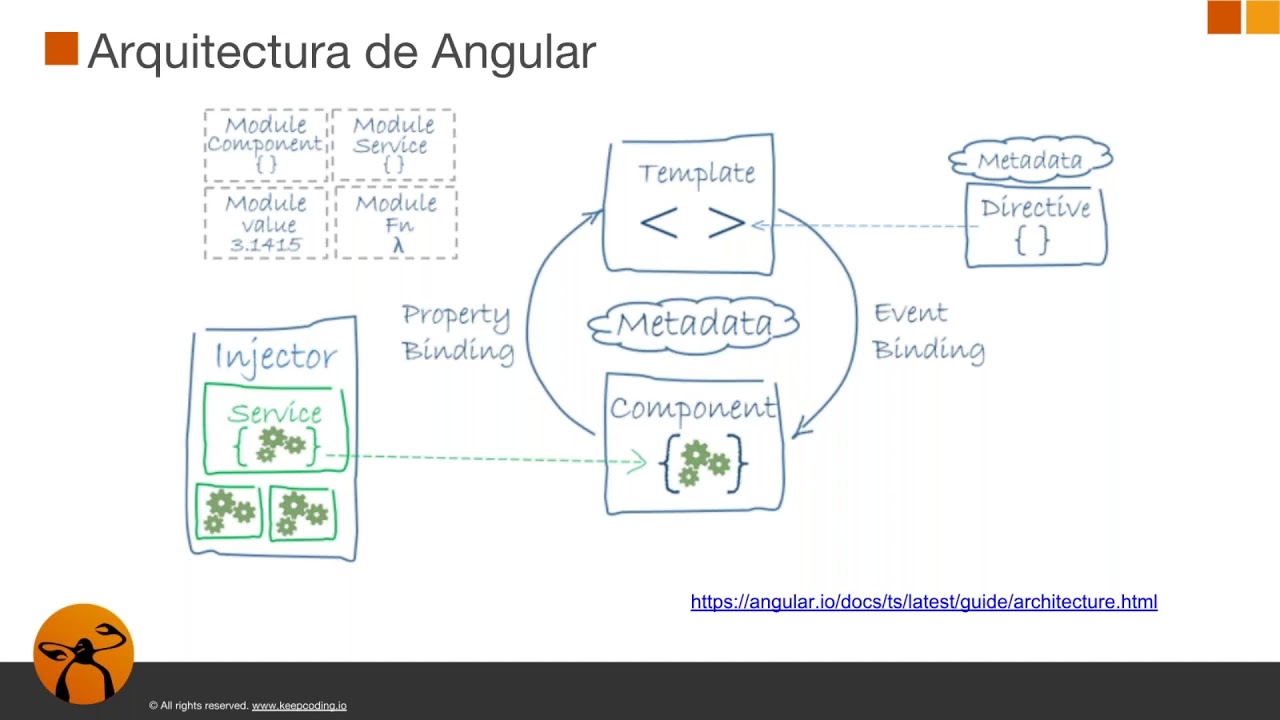 Arquitectura de Angular
Module
Component
{ }
Module
Service
{ }
Module
value
3.1415
Module
Fn
λ
Template
< >
Metadata
Directive
{ }
Property
Binding
Metadata
Event
Binding
Injector
Service
{ }
Component
{ }
https://angular.io/docs/ts/latest/guide/architecture.html
© All rights reserved. www.keepcoding.io